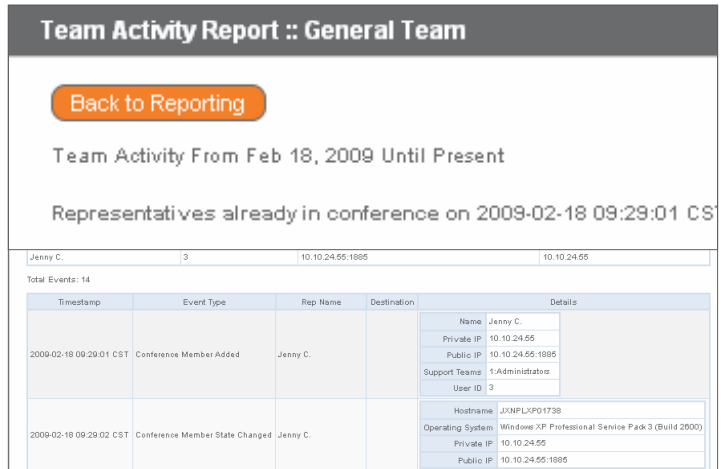 Team Activity Report :: General Team
Back to Reporting
Team Activity From Feb 18, 2009 Until Present
Representatives already in conference on 2009-02-18 09:29:01 CS
Jenny C. 3 10.10.24.55:1885 10.10.24.55
Total Events: 14
Timestamp Event Type Rep Name Destination Details
Name Jenny C.
Private IP 10.10.24.55
2009-02-18 09:29:01 CST Conference Member Added Jenny C. Public IP 10.10.24.55:1885
Support Teams 1:Administrators
User ID 3
Hostname JXNPLXP01738
Operating System Windows XP Professional Service Pack 3 (Build 2600)
2009-02-18 09:29:02 CST Conference Member State Changed Jenny C. Private IP 10.10.24.55
Public IP 10.10.24.55:1885